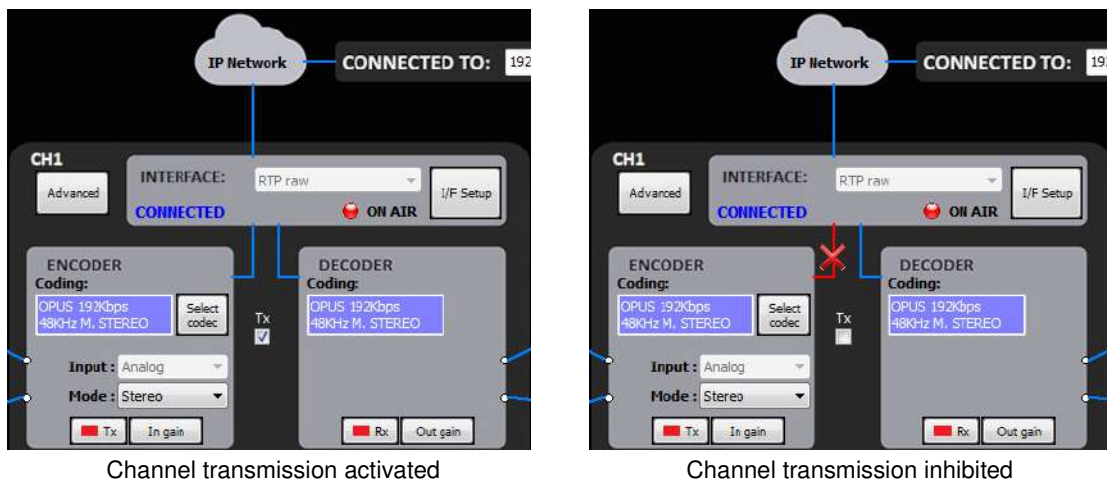 IP Network
CONNECTED TO:
192
CH1
Advanced
INTERFACE:
RTP raw
I/F Setup
CONNECTED
ON AIR
ENCODER
Coding:
OPUS 192Kbps
48KHz M. STEREO
Select
codec
Tx
DECODER
Coding:
OPUS 192Kbps
48KHz M. STEREO
Input : Analog
Mode : Stereo
Tx
In gain
Rx
Out gain
Channel transmission activated
IP Network
CONNECTED TO:
19
CH1
Advanced
INTERFACE:
RTP raw
I/F Setup
CONNECTED
ON AIR
ENCODER
Coding:
OPUS 192Kbps
48KHz M. STEREO
Select
codec
Tx
DECODER
Coding:
OPUS 192Kbps
48KHz M. STEREO
Input : Analog
Mode : Stereo
Tx
In gain
Rx
Out gain
Channel transmission inhibited